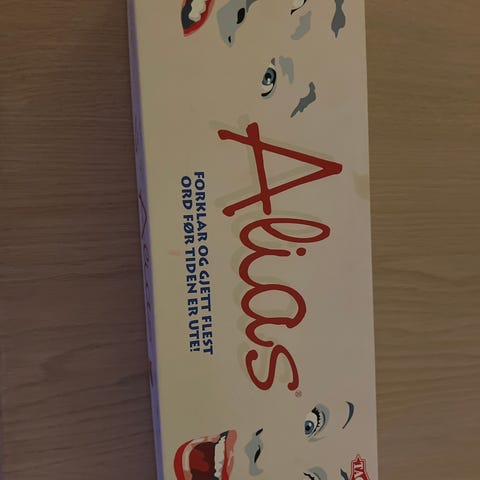 Alias®
FORKLAR OG GJETT FLEST
ORD FØR TIDEN ER UTE!